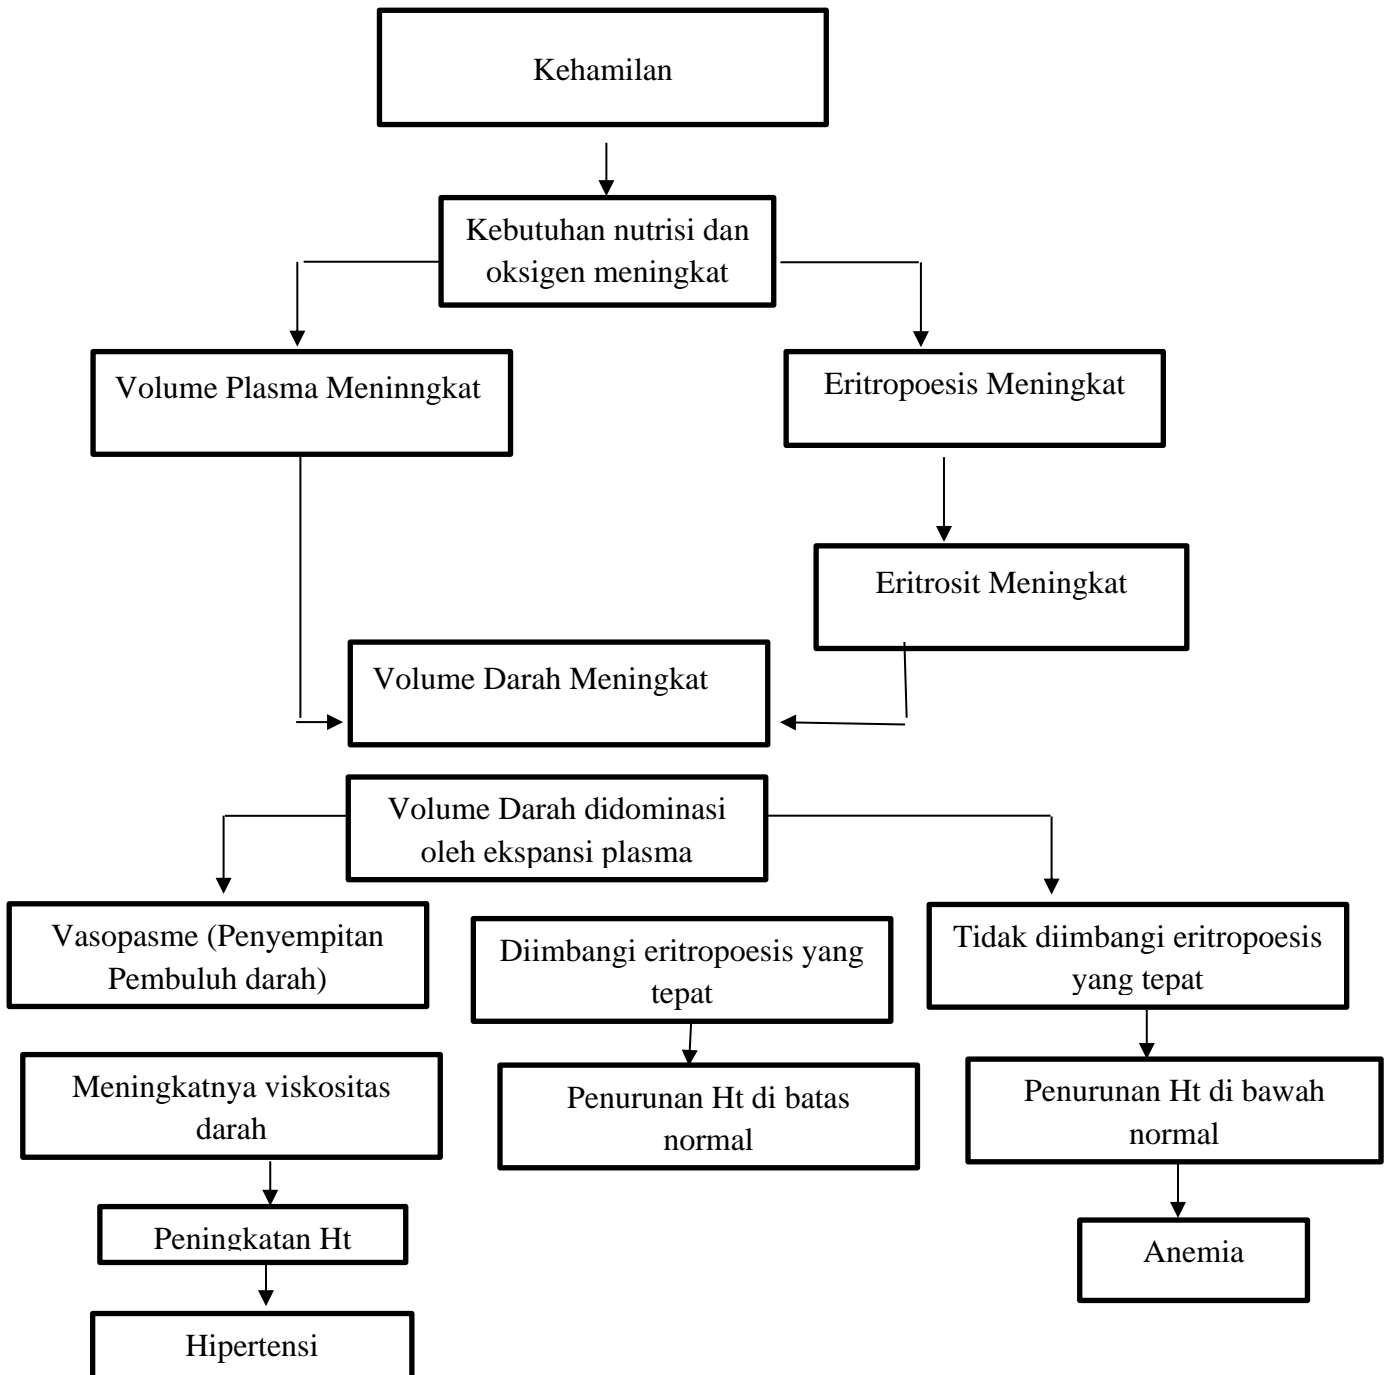 Kehamilan
Kebutuhan nutrisi dan
oksigen meningkat
Volume Plasma Meninngkat
Eritropoesis Meningkat
Eritrosit Meningkat
Volume Darah Meningkat
Volume Darah didominasi
oleh ekspansi plasma
Vasopasme (Penyempitan
Pembuluh darah)
Diimbangi eritropoesis yang
tepat
Tidak diimbangi eritropoesis
yang tepat
Meningkatnya viskositas
darah
Penurunan Ht di batas
normal
Penurunan Ht di bawah
normal
Peningkatan Ht
Anemia
Hipertensi